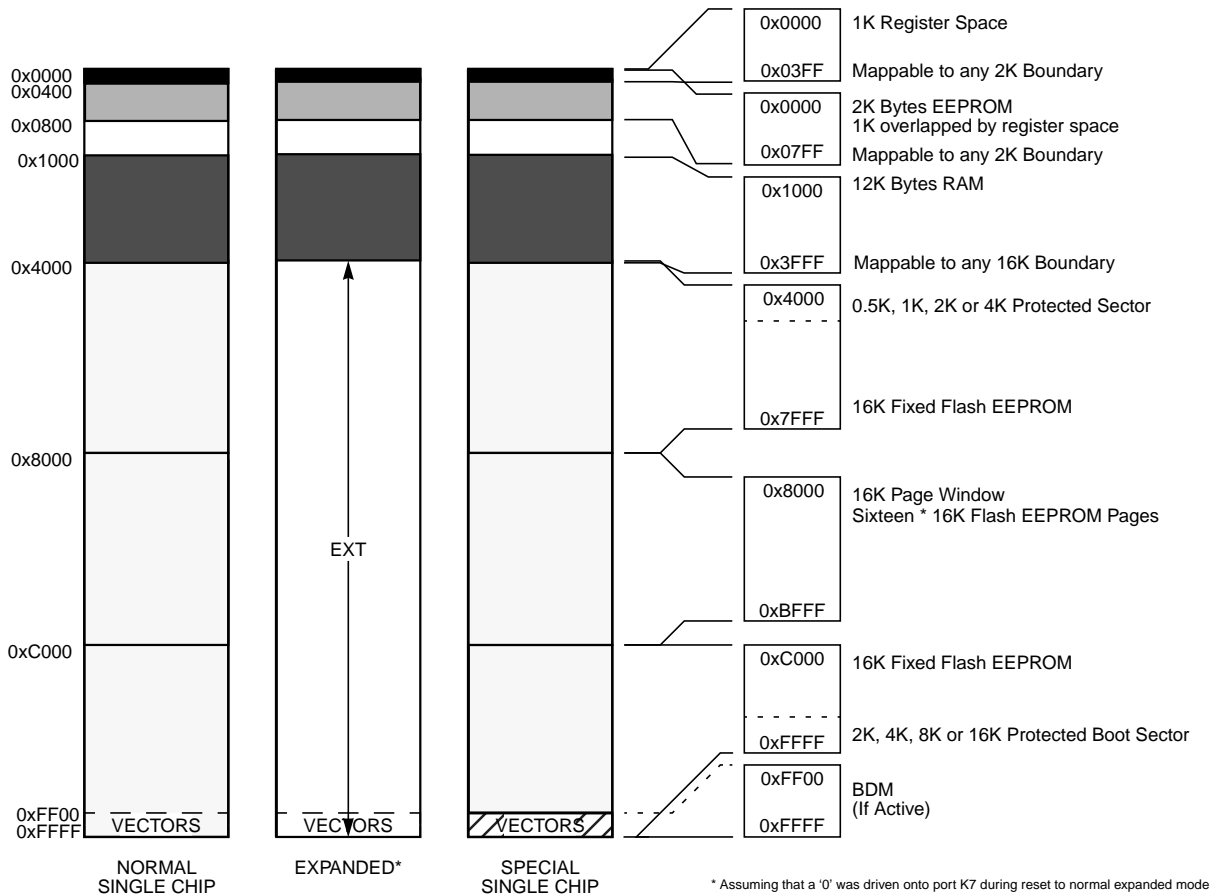 0x0000
0x0400
0x0800
0x1000
0x4000
0x8000
0xC000
0xFF00
0xFFFF
EXT
VECTORS
VECTORS
VECTORS
NORMAL
SINGLE CHIP
EXPANDED*
SPECIAL
SINGLE CHIP
0x0000
1K Register Space
0x03FF
Mappable to any 2K Boundary
0x0000
2K Bytes EEPROM
1K overlapped by register space
0x07FF
Mappable to any 2K Boundary
0x1000
12K Bytes RAM
0x3FFF
Mappable to any 16K Boundary
0x4000
0.5K, 1K, 2K or 4K Protected Sector
0x7FFF
16K Fixed Flash EEPROM
0x8000
16K Page Window
Sixteen * 16K Flash EEPROM Pages
0xBFFF
0xC000
16K Fixed Flash EEPROM
0xFFFF
2K, 4K, 8K or 16K Protected Boot Sector
0xFF00
BDM
(If Active)
0xFFFF
* Assuming that a ‘0’ was driven onto port K7 during reset to normal expanded mode